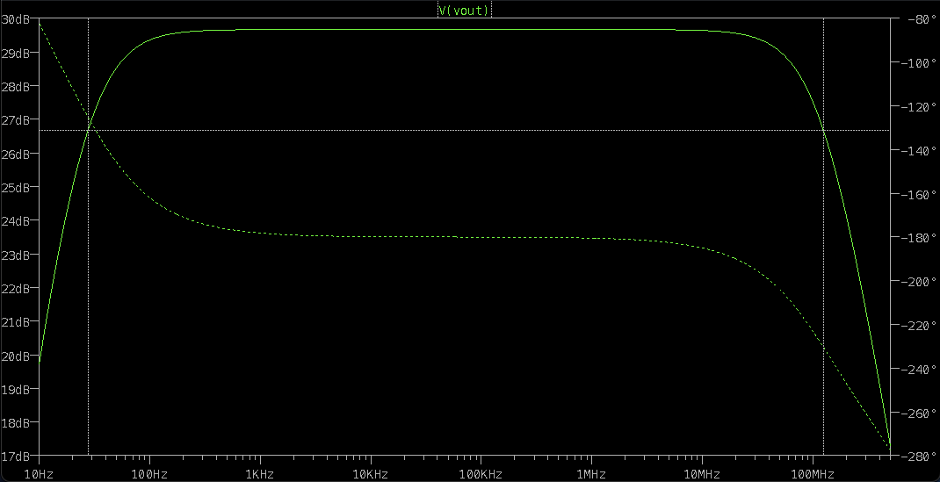 V(vout)
30dB
29dB
28dB
27dB
26dB
25dB
24dB
23dB
22dB
21dB
20dB
19dB
18dB
17dB
-80°
-100°
-120°
-140°
-160°
-180°
-200°
-220°
-240°
-260°
-280°
10Hz 100Hz 1KHz 10KHz 100KHz 1MHz 10MHz 100MHz